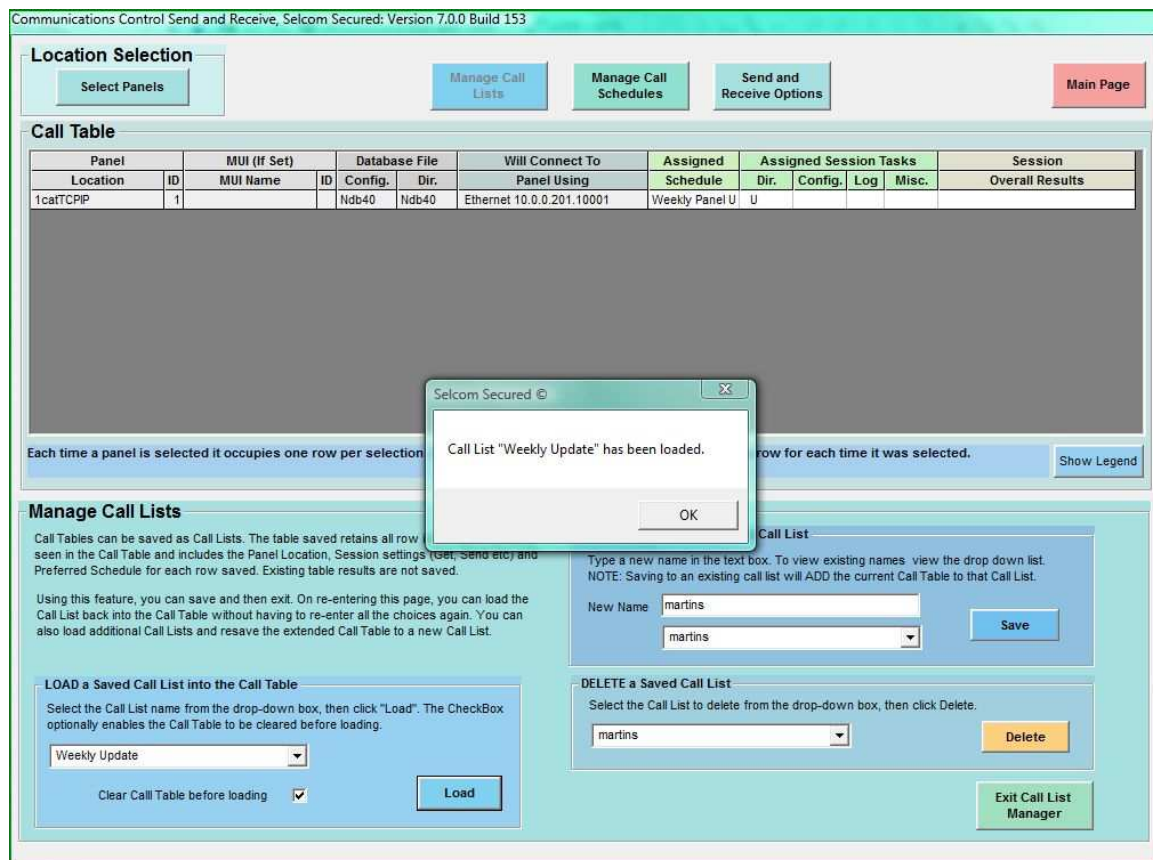 Communications Control Send and Receive, Selcom Secured: Version 7.0.0 Build 153
Location Selection
Select Panels
Manage Call
Lists
Manage Call
Schedules
Send and
Receive Options
Main Page
Call Table
Panel MUI (If Set) Database File Will Connect To Assigned Assigned Session Tasks Session
Location ID MUI Name ID Config. Dir. Panel Using Schedule Dir. Config. Log Misc. Overall Results
1catTCPIP 1 Ndb40 Ndb40 Ethernet 10.0.0.201.10001 Weekly Panel U U
Selcom Secured ©
Call List "Weekly Update" has been loaded.
OK
Each time a panel is selected it occupies one row per selection row for each time it was selected.
Show Legend
Manage Call Lists
Call Tables can be saved as Call Lists. The table saved retains all row
seen in the Call Table and includes the Panel Location, Session settings (Get, Send etc) and
Preferred Schedule for each row saved. Existing table results are not saved.
Using this feature, you can save and then exit. On re-entering this page, you can load the
Call List back into the Call Table without having to re-enter all the choices again. You can
also load additional Call Lists and resave the extended Call Table to a new Call List.
Call List
Type a new name in the text box. To view existing names view the drop down list.
NOTE: Saving to an existing call list will ADD the current Call Table to that Call List.
New Name martins
martins
Save
LOAD a Saved Call List into the Call Table
Select the Call List name from the drop-down box, then click "Load". The CheckBox
optionally enables the Call Table to be cleared before loading.
Weekly Update
Clear Call Table before loading
Load
DELETE a Saved Call List
Select the Call List to delete from the drop-down box, then click Delete.
martins
Delete
Exit Call List
Manager